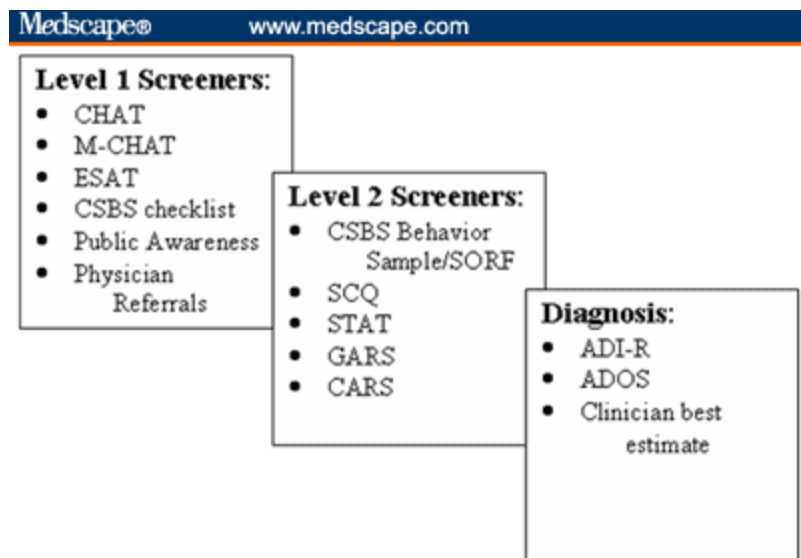 Medscape® www.medscape.com
Level 1 Screeners:
• CHAT
• M-CHAT
• ESAT
• CSBS checklist
• Public Awareness
• Physician
Referrals
Level 2 Screeners:
• CSBS Behavior
Sample/SORF
• SCQ
• STAT
• GARS
• CARS
Diagnosis:
• ADI-R
• ADOS
• Clinician best
estimate